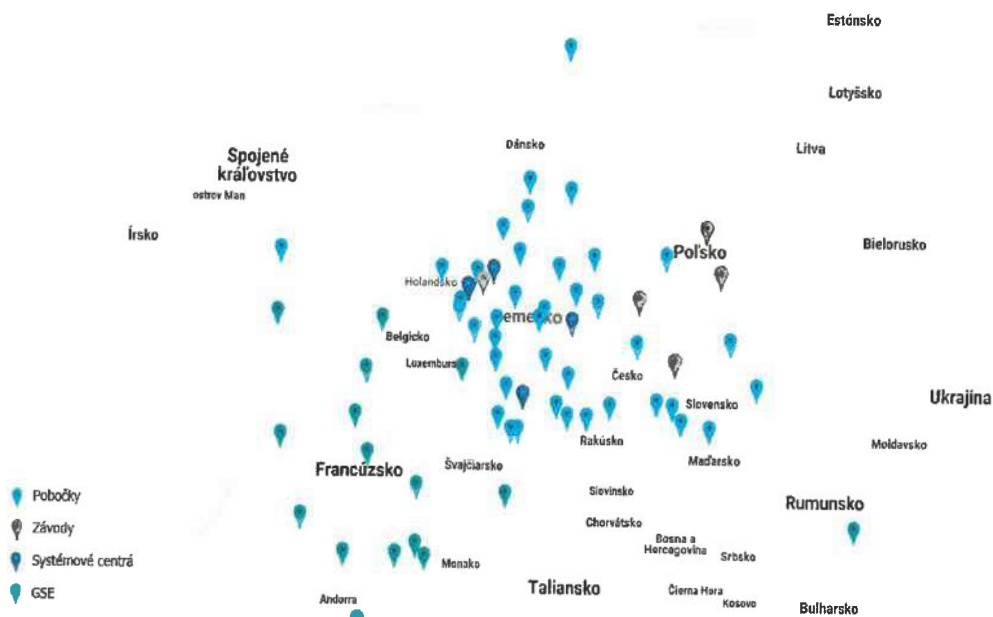 Estónsko
Lotyšsko
Dánsko
Litva
Spojené
kráľovstvo
ostrov Man
Írsko
Poľsko
Bielorusko
Holandsko
Belgicko
Luxemburs
Česko
Slovensko
Ukrajína
Rakúsko
Moldavsko
Francúzsko
Švajčiarsko
Maďarsko
Pobočky
Slovinsko
Rumunsko
Závody
Chorvátsko
Bosna a
Hercegovina
Srbsko
Systémové centrá
Monako
Taliansko
Čierna Hora
GSE
Andorra
Kosovo
Bulharsko